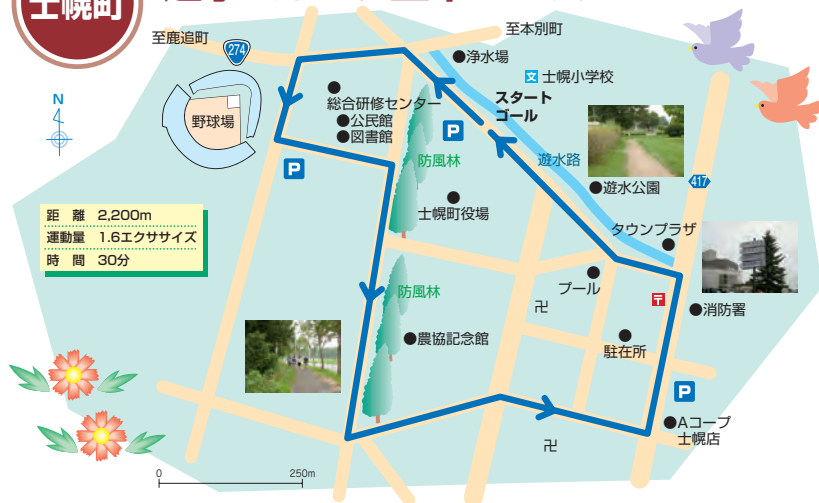 士幌町
至鹿追町
274
至本別町
浄水場
文 士幌小学校
N
野球場
総合研修センター
公民館
図書館
P
スタート
ゴール
防風林
遊水路
P
遊水公園
417
士幌町役場
タウンプラザ
距 離 2,200m
運動量 1.6エクササイズ
時 間 30分
防風林
プール
卍
〒
消防署
農協記念館
駐在所
P
Aコープ
士幌店
卍
0 250m